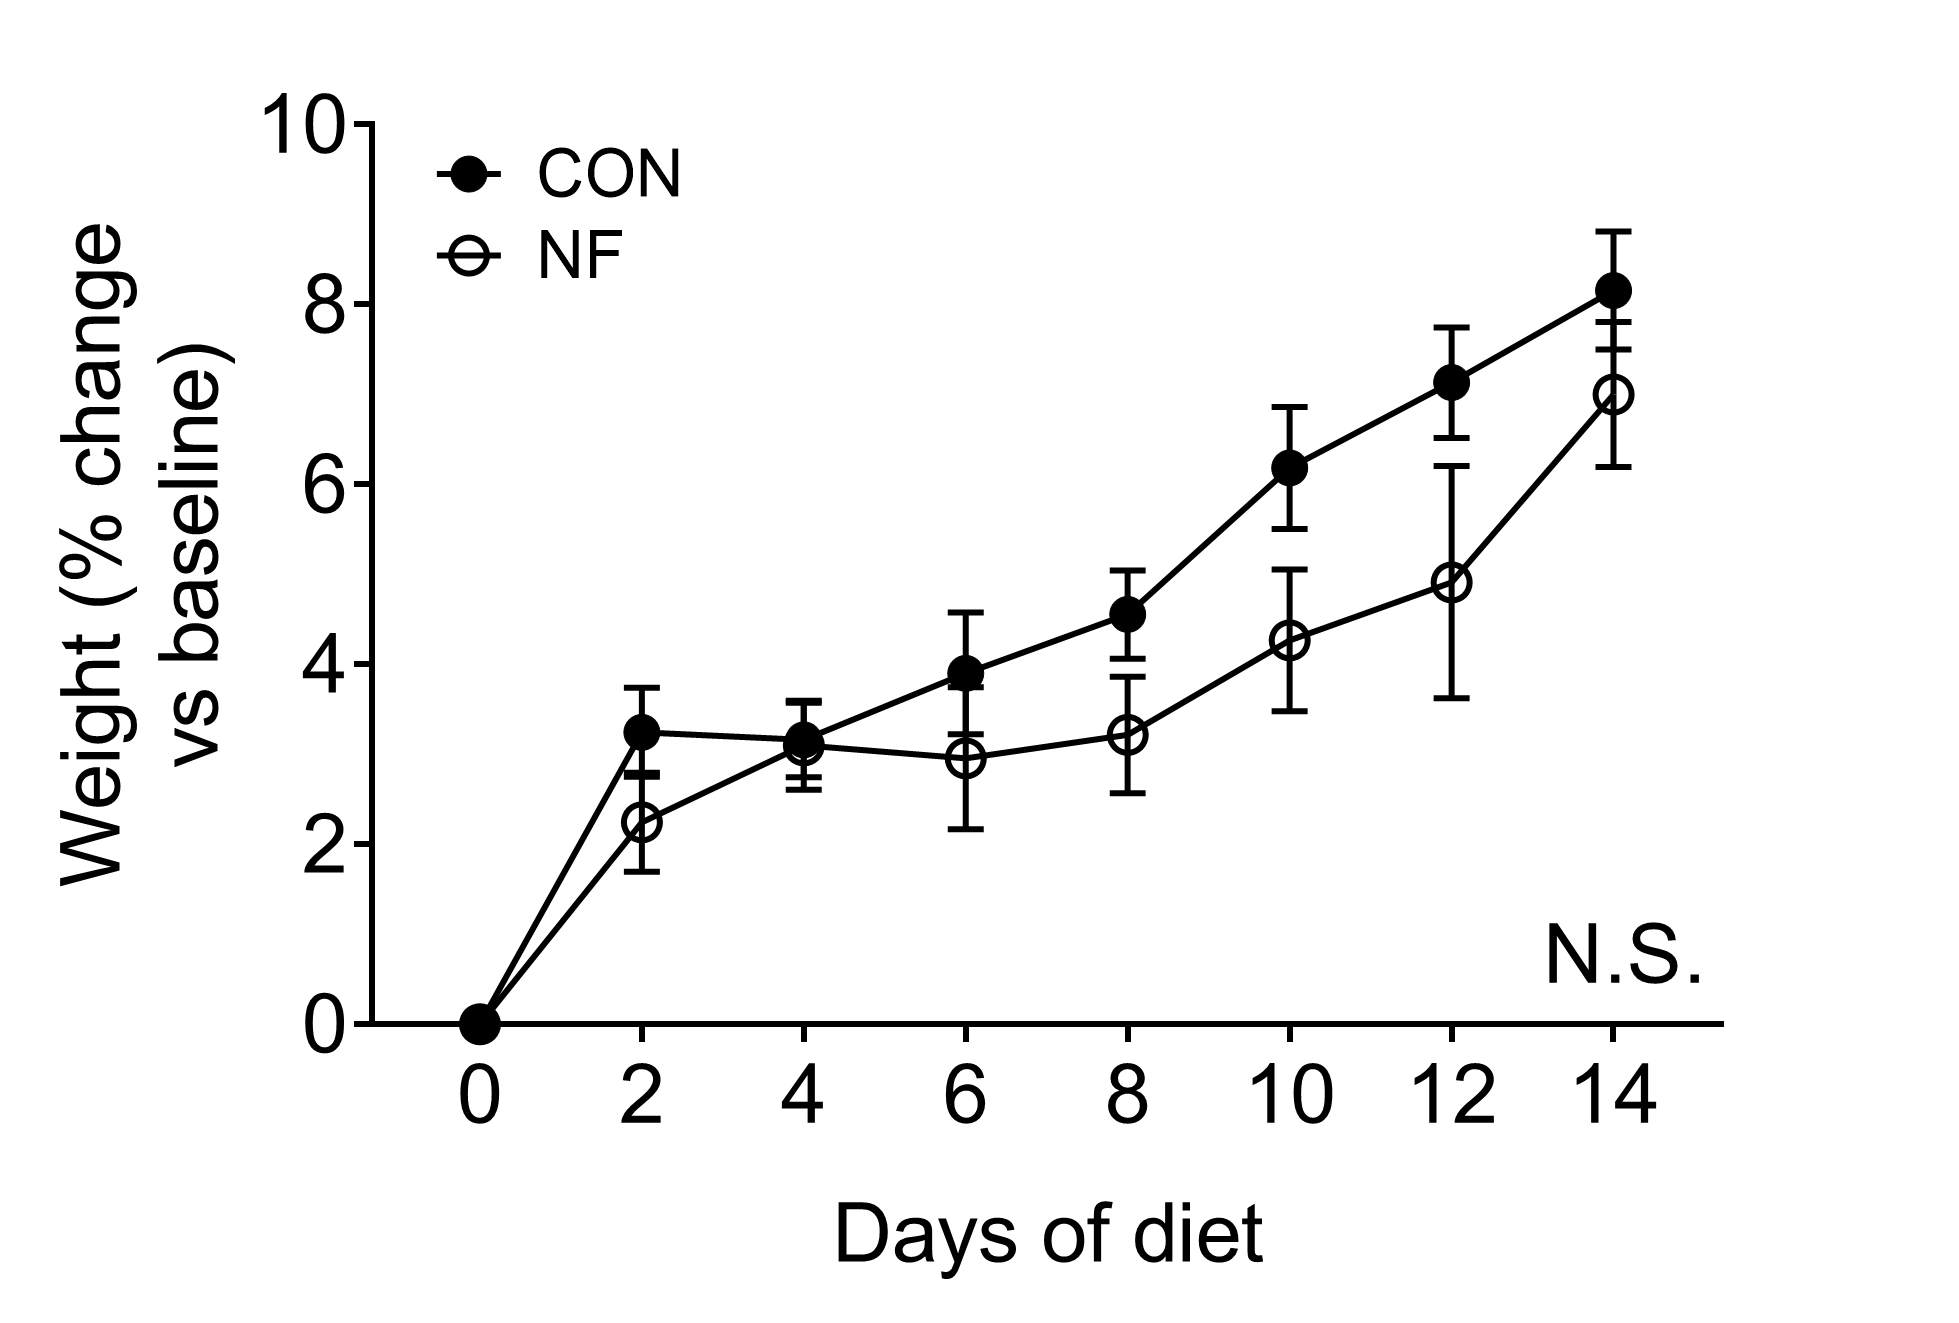 Weight (% change
vs baseline)
10
8
6
4
2
0
CON
NF
N.S.
0 2 4 6 8 10 12 14
Days of diet